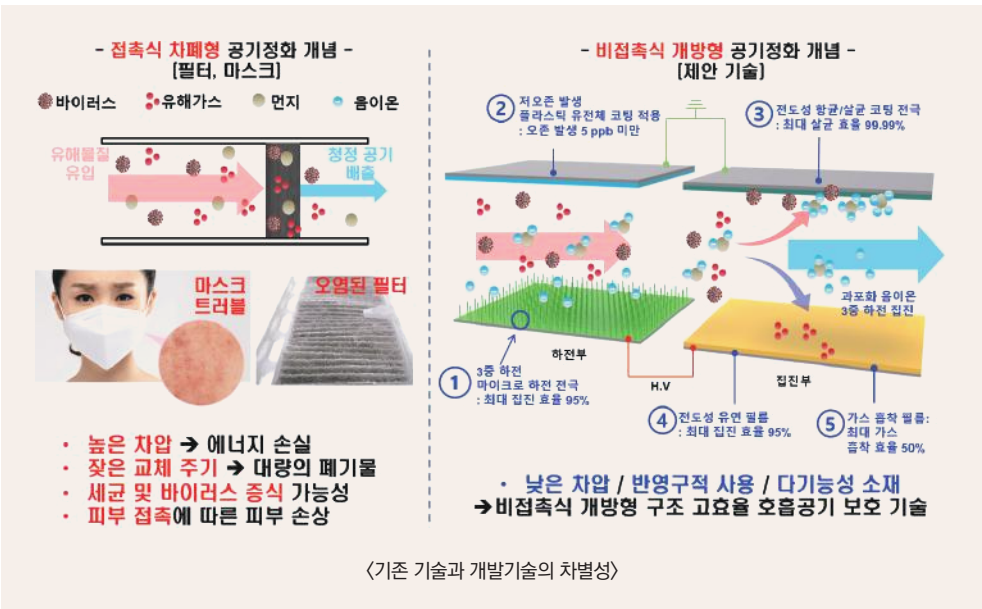 - 접촉식 차폐형 공기정화 개념 -
[필터, 마스크]
바이러스 유해가스 먼지 음이온
유해물질
유입
청정 공기
배출
마스크
트러블
오염된 필터
• 높은 차압 → 에너지 손실
• 잦은 교체 주기 → 대량의 폐기물
• 세균 및 바이러스 증식 가능성
• 피부 접촉에 따른 피부 손상
- 비접촉식 개방형 공기정화 개념 -
[제안 기술]
2 저오존 발생
플라스틱 유전체 코팅 적용
: 오존 발생 5 ppb 미만
3 전도성 항균/살균 코팅 전극
: 최대 살균 효율 99.99%
과포화 음이온
3중 하전 집진
하전부
H.V
집진부
1 3중 하전
마이크로 하전 전극
: 최대 집진 효율 95%
4 전도성 유연 필름
: 최대 집진 효율 95%
5 가스 흡착 필름:
최대 가스
흡착 효율 50%
• 낮은 차압 / 반영구적 사용 / 다기능성 소재
→비접촉식 개방형 구조 고효율 호흡공기 보호 기술
〈기존 기술과 개발기술의 차별성〉